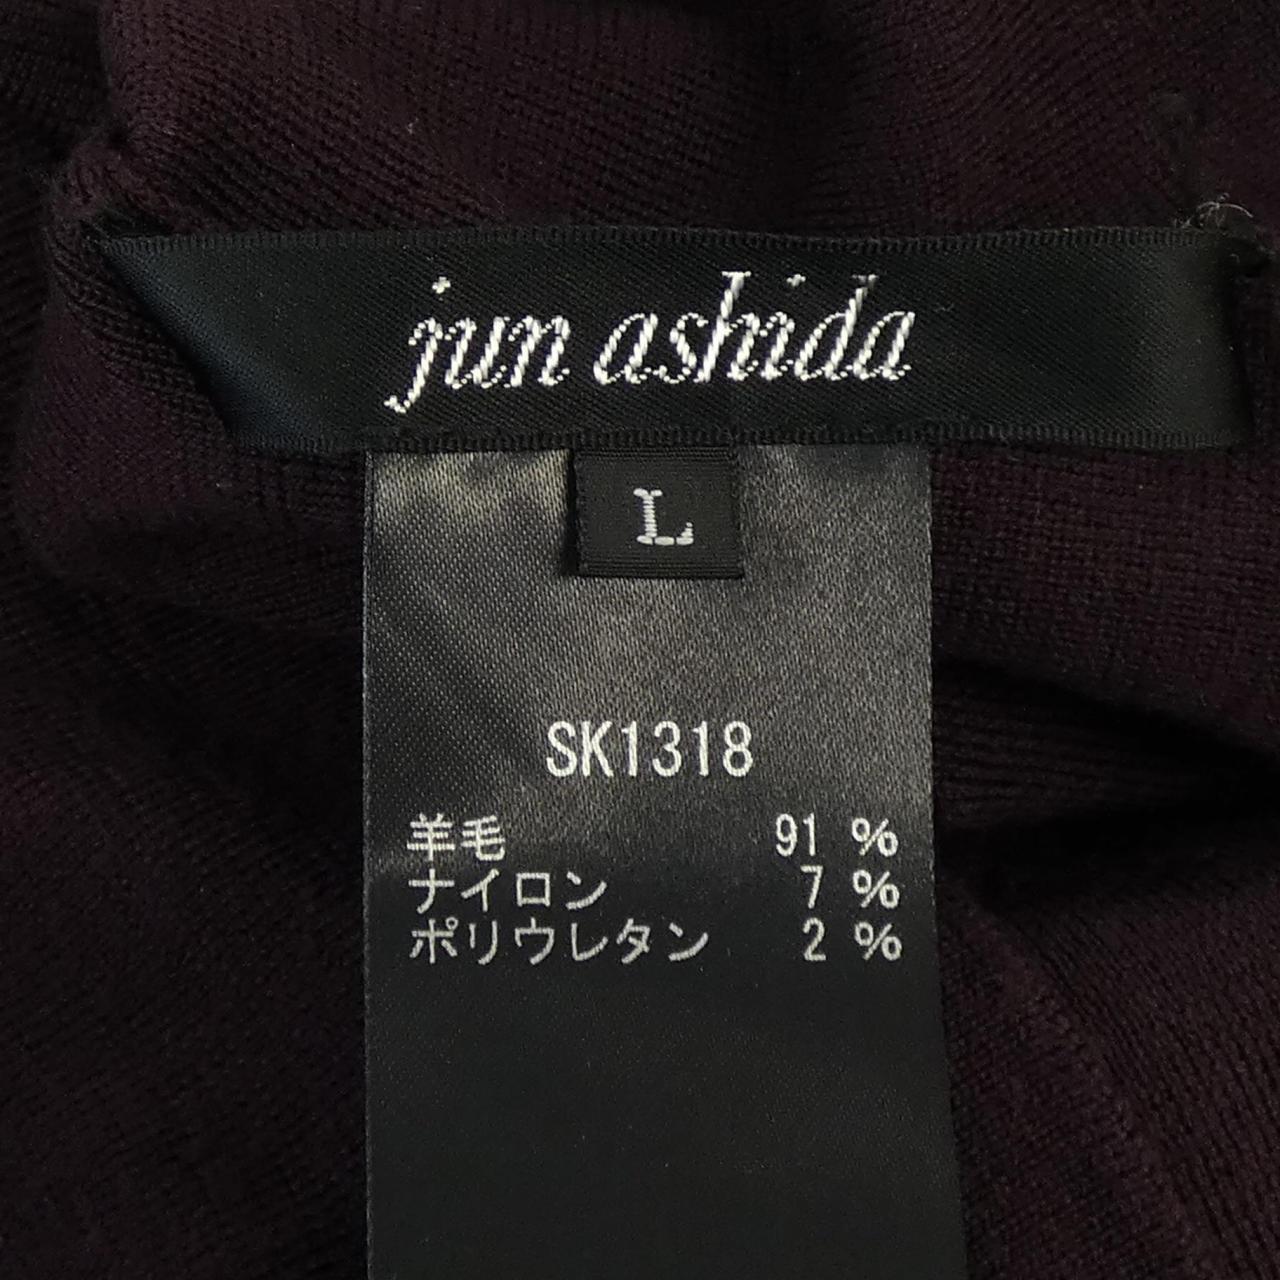 jun ashida
L
SK1318
羊毛 91 %
ナイロン 7 %
ポリウレタン 2 %